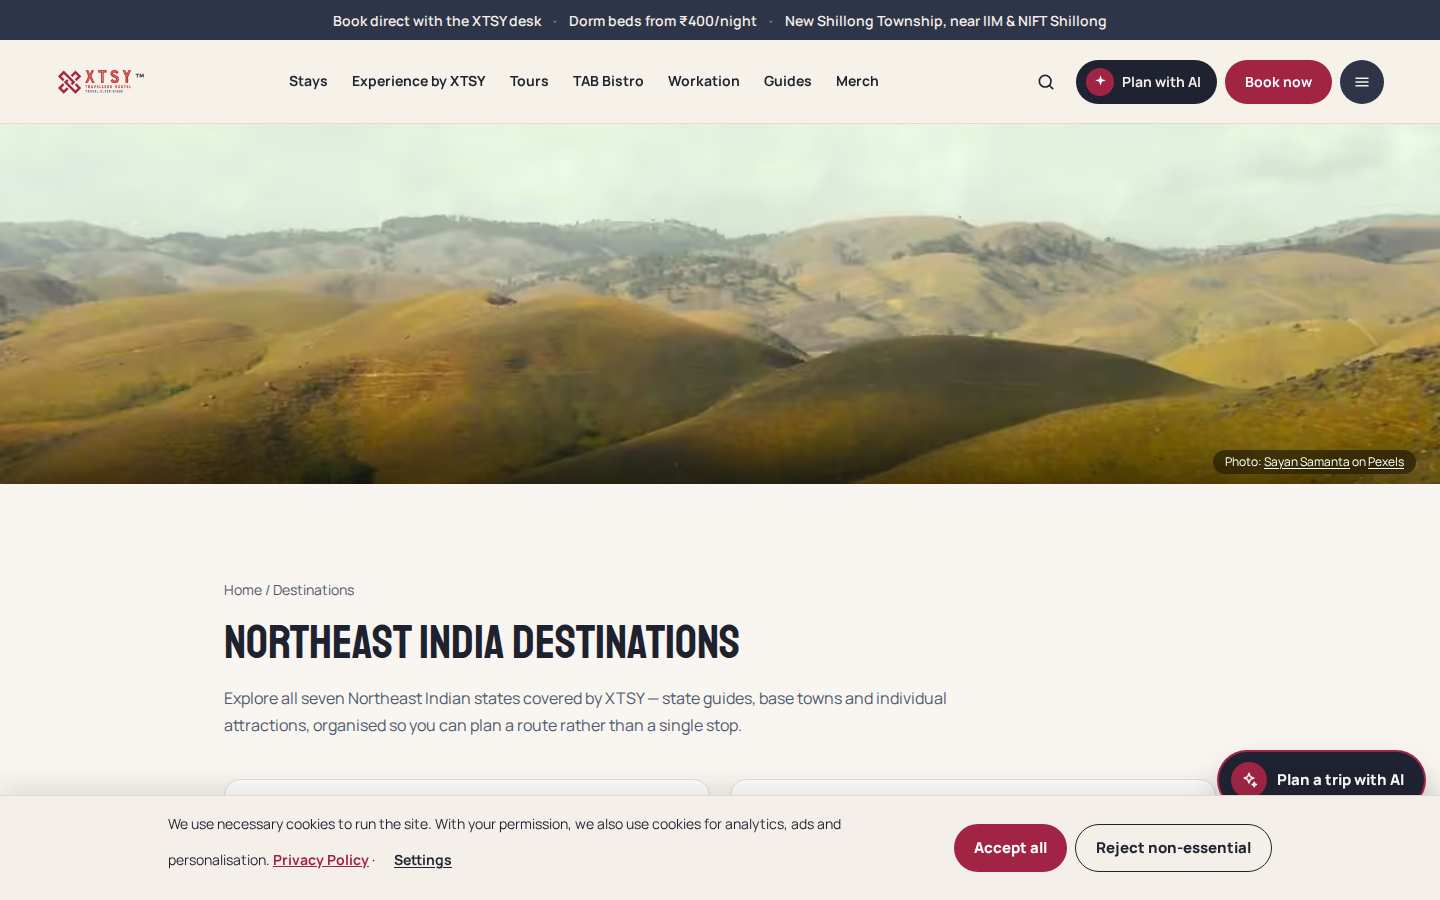 Book direct with the XTSY desk · Dorm beds from ₹400/night · New Shillong Township, near IIM & NIFT Shillong
XTSY ™
TRAVELLERS HOSTEL
Stays Experience by XTSY Tours TAB Bistro Workation Guides Merch Plan with AI Book now
Photo: Sayan Samanta on Pexels
Home / Destinations
NORTHEAST INDIA DESTINATIONS
Explore all seven Northeast Indian states covered by XTSY — state guides, base towns and individual
attractions, organised so you can plan a route rather than a single stop.
Plan a trip with AI
We use necessary cookies to run the site. With your permission, we also use cookies for analytics, ads and
personalisation. Privacy Policy · Settings
Accept all Reject non-essential